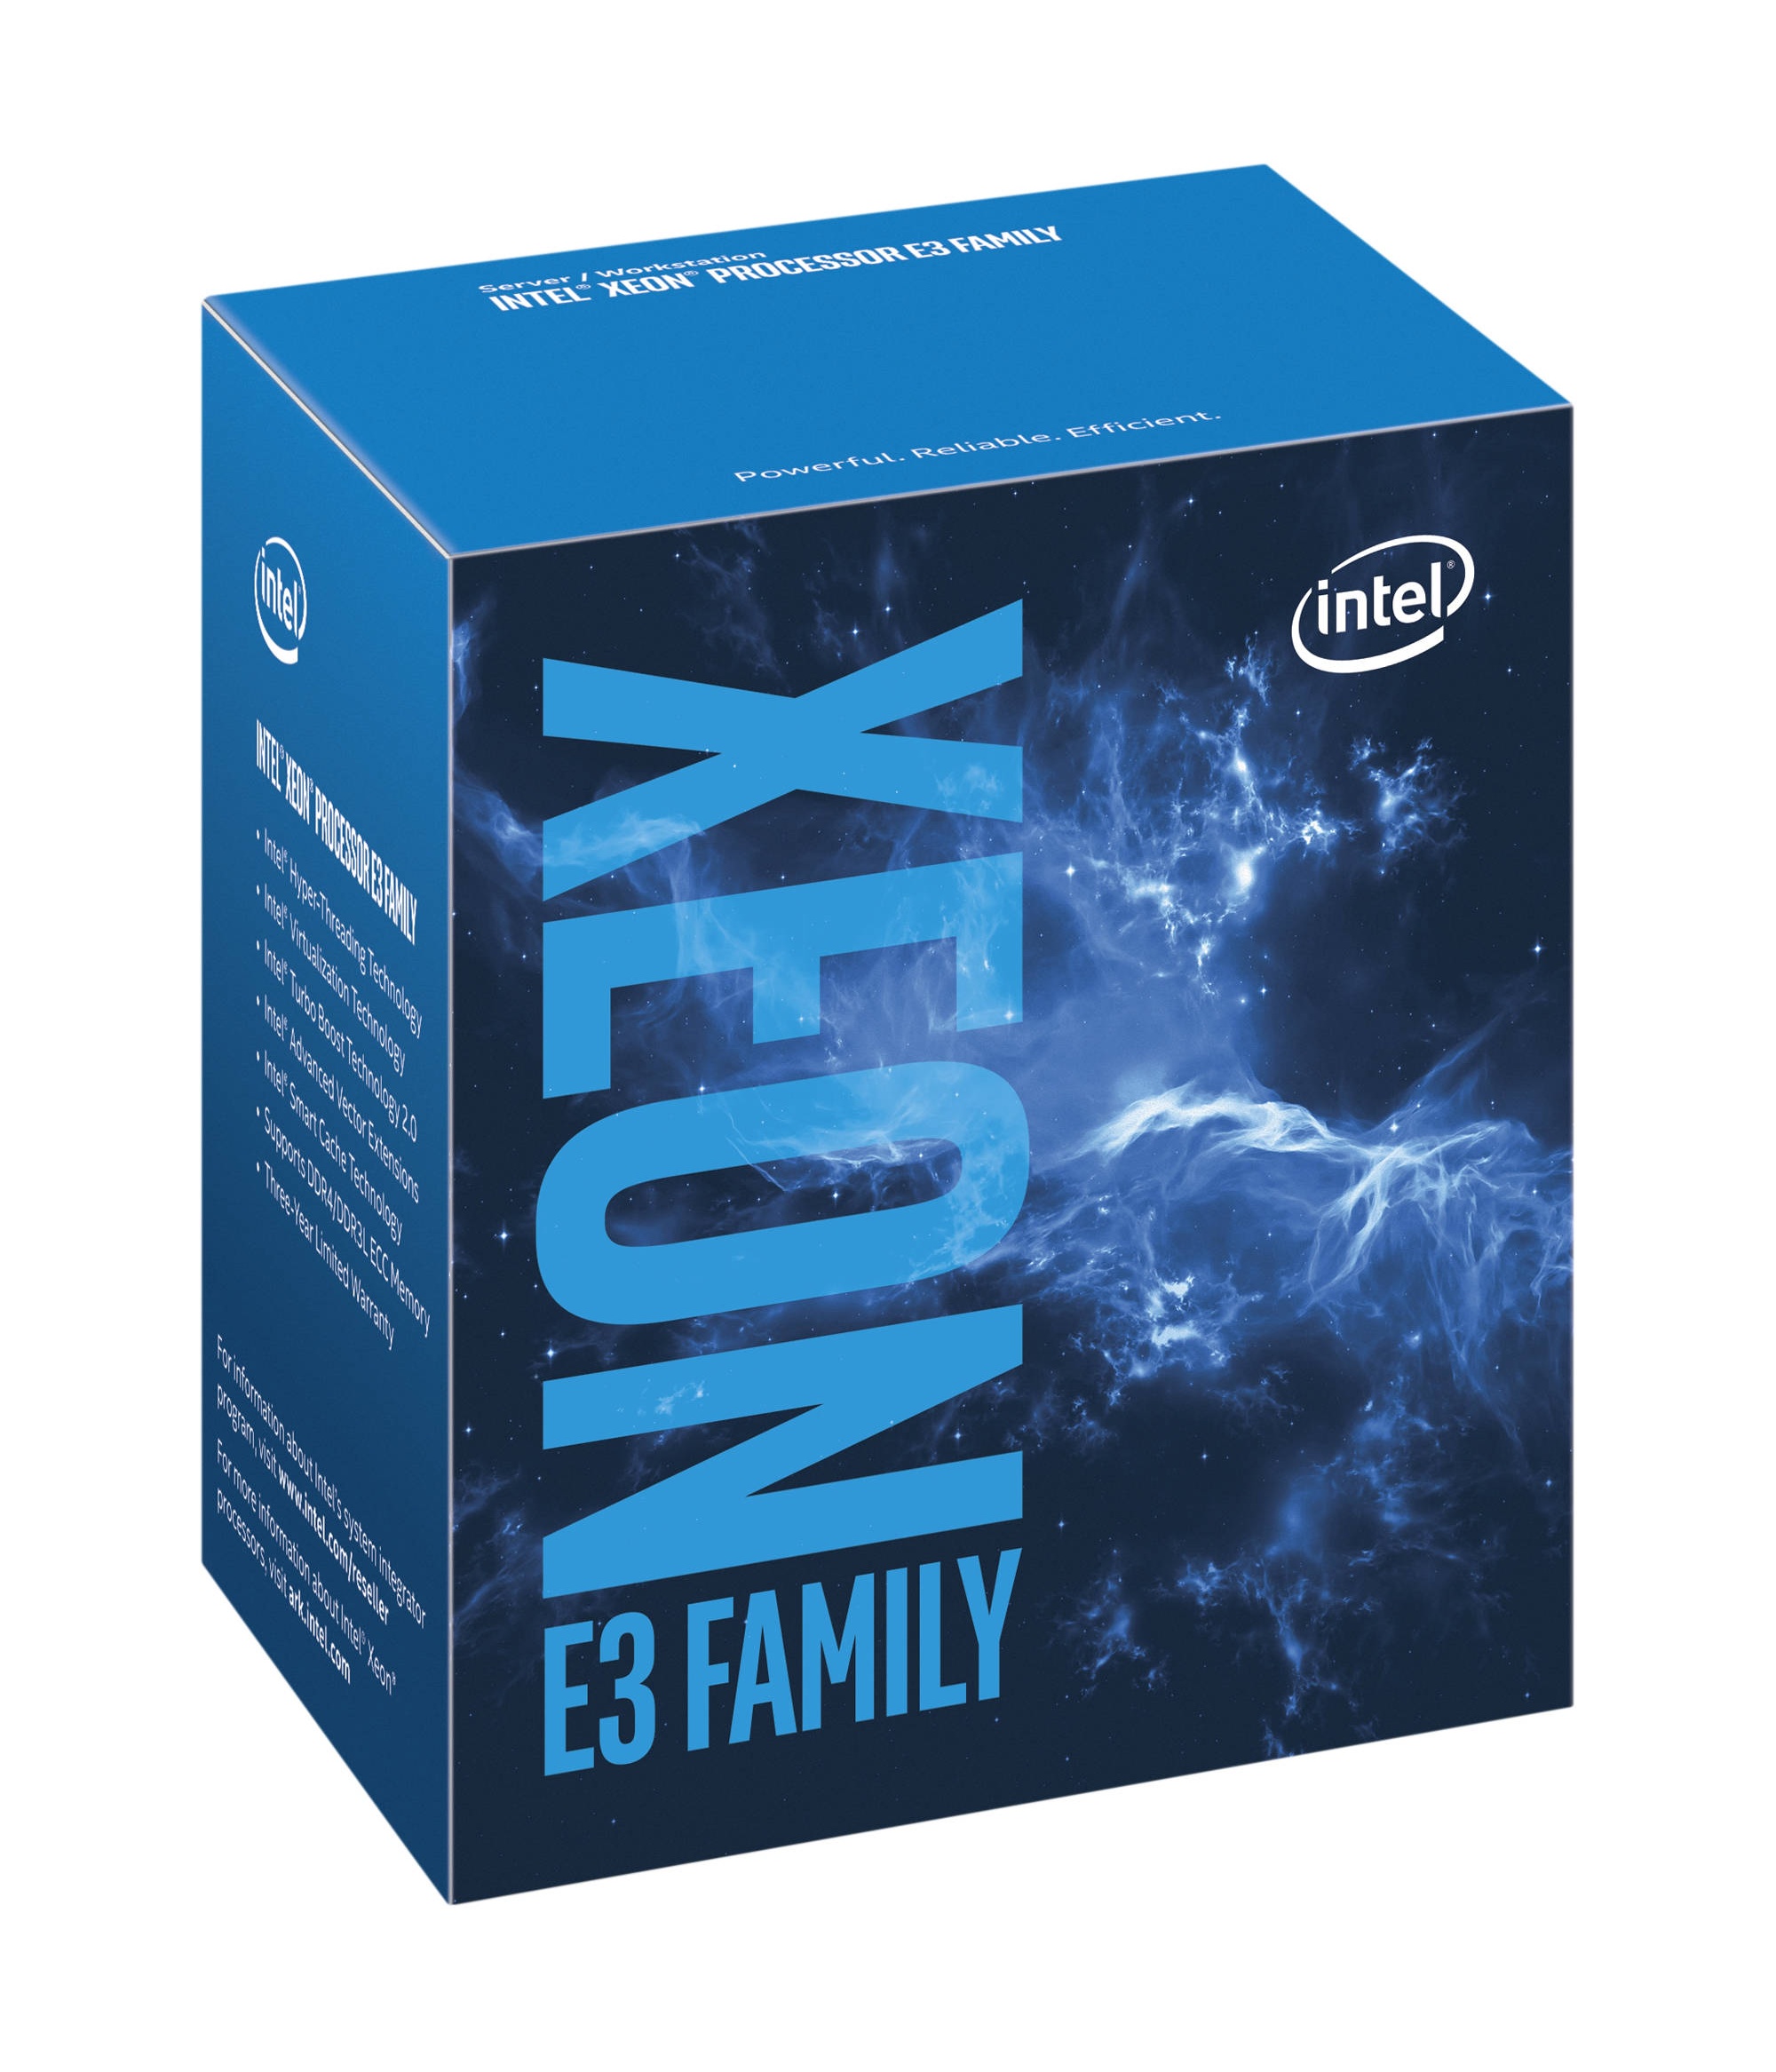 Server / Workstation
INTEL® XEON® PROCESSOR E3 FAMILY
Powerful. Reliable. Efficient.
intel
INTEL® XEON® PROCESSOR E3 FAMILY
• Intel® Hyper-Threading Technology
• Intel® Virtualization Technology
• Intel® Turbo Boost Technology 2.0
• Intel® Advanced Vector Extensions
• Intel® Smart Cache Technology
• Supports DDR4/DDR3L ECC Memory
• Three-Year Limited Warranty
For information about Intel's system integrator
program, visit www.intel.com/reseller
For more information about Intel® Xeon®
processors, visit ark.intel.com
intel®
XEON
E3 FAMILY